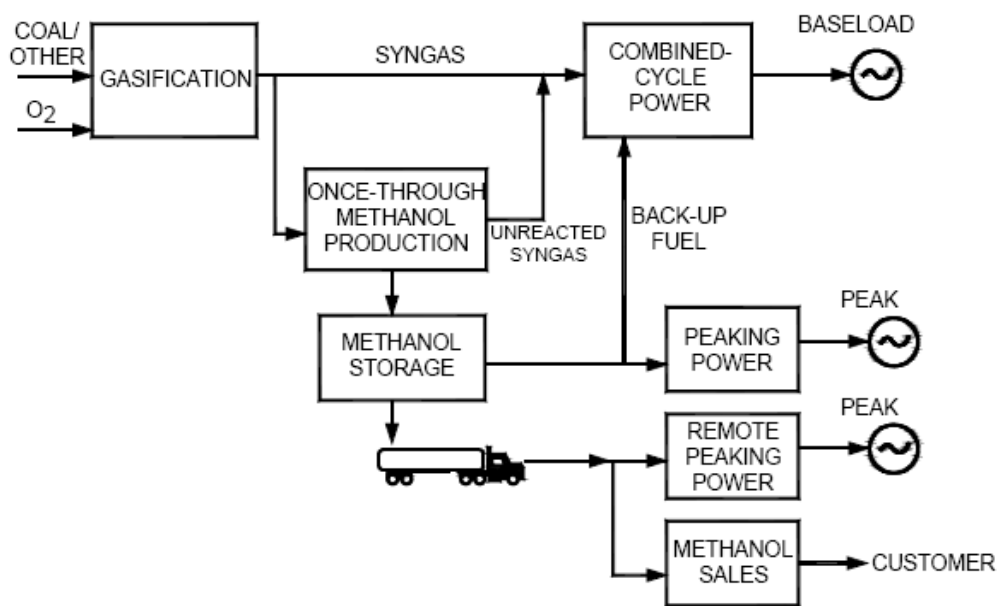 COAL/
OTHER
O2
GASIFICATION
SYNGAS
COMBINED-
CYCLE
POWER
BASELOAD
ONCE-THROUGH
METHANOL
PRODUCTION
UNREACTED
SYNGAS
BACK-UP
FUEL
METHANOL
STORAGE
PEAKING
POWER
PEAK
REMOTE
PEAKING
POWER
PEAK
METHANOL
SALES
CUSTOMER